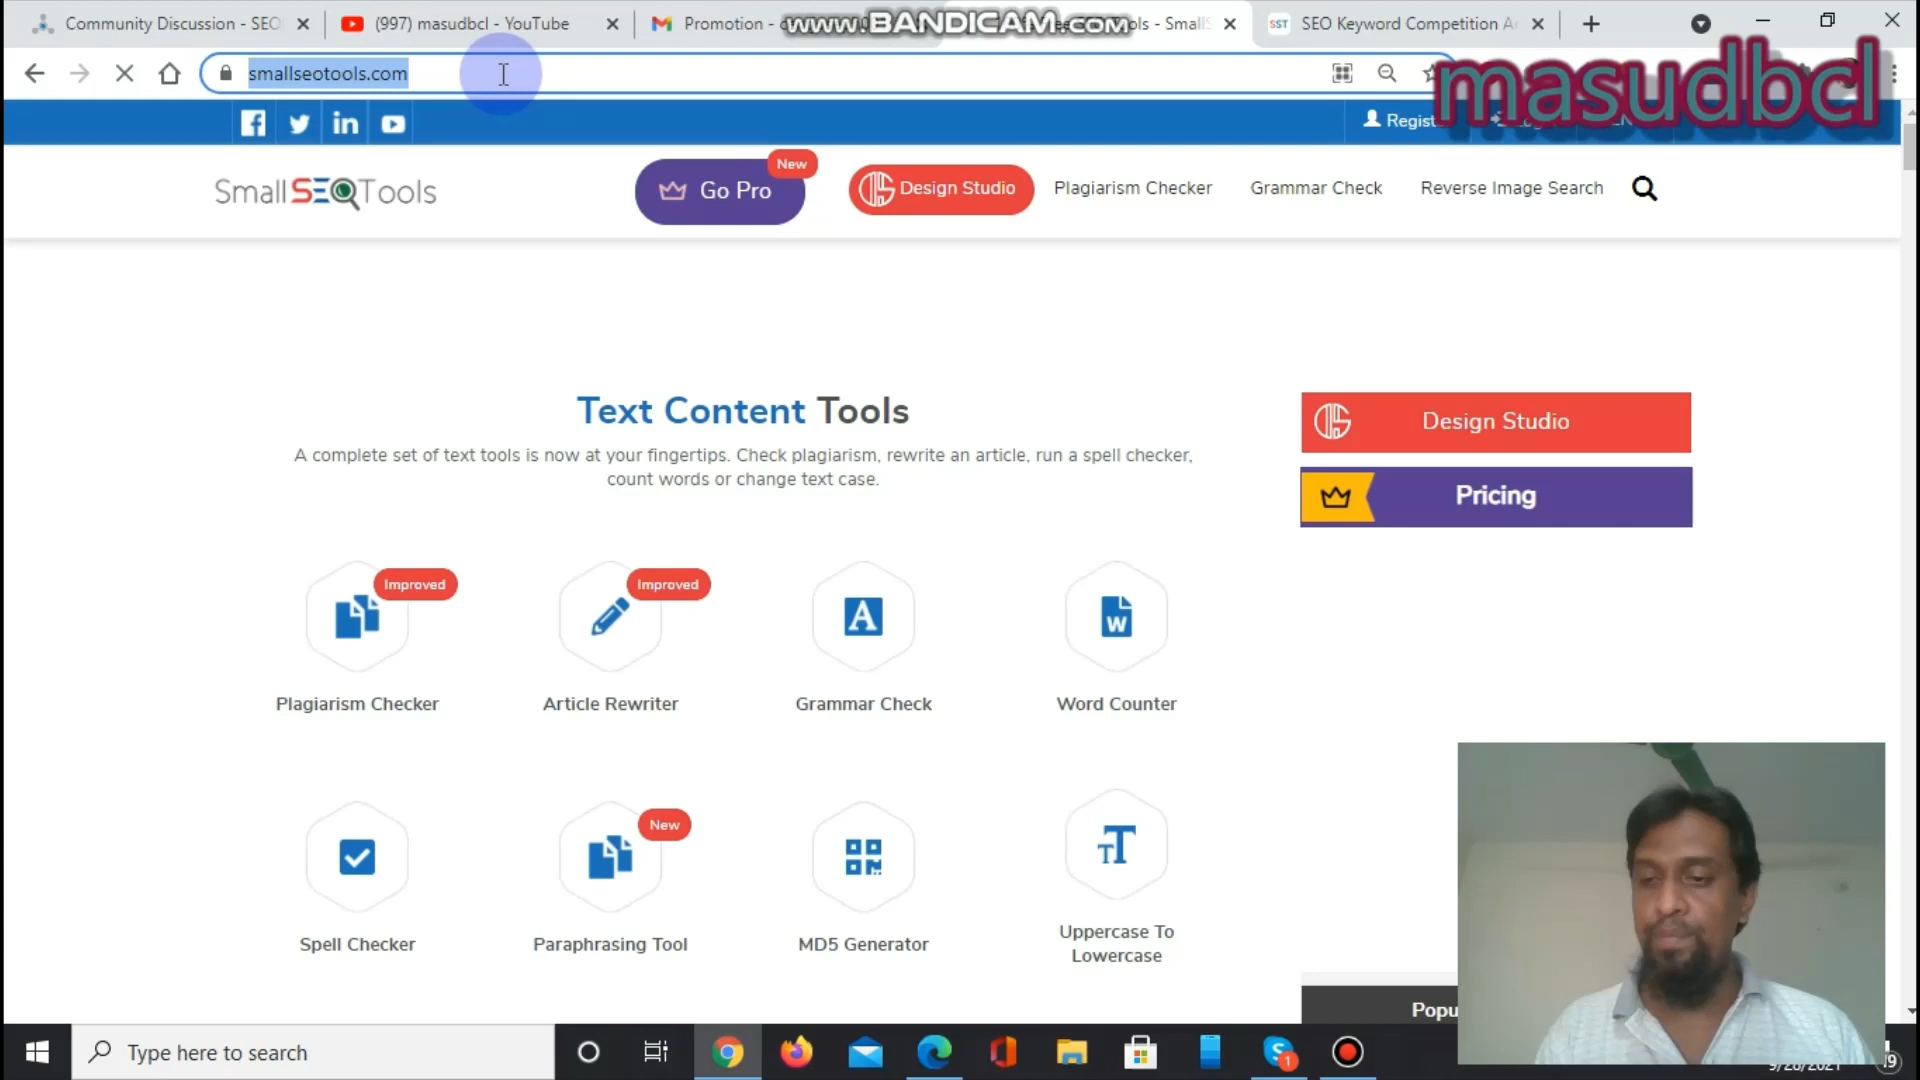 Community Discussion - SEO
(997) masudbcl - YouTube
Promotion -
www.BANDICAM.com
Tools - SmallS
SST
SEO Keyword Competition A
smallseotools.com
masudbcl
Regist
SmallSEOTools
Go Pro
New
Design Studio
Plagiarism Checker
Grammar Check
Reverse Image Search
Text Content Tools
A complete set of text tools is now at your fingertips. Check plagiarism, rewrite an article, run a spell checker,
count words or change text case.
Design Studio
Pricing
Improved
Improved
Plagiarism Checker
Article Rewriter
Grammar Check
Word Counter
New
Spell Checker
Paraphrasing Tool
MD5 Generator
Uppercase To
Lowercase
Popu
Type here to search
1